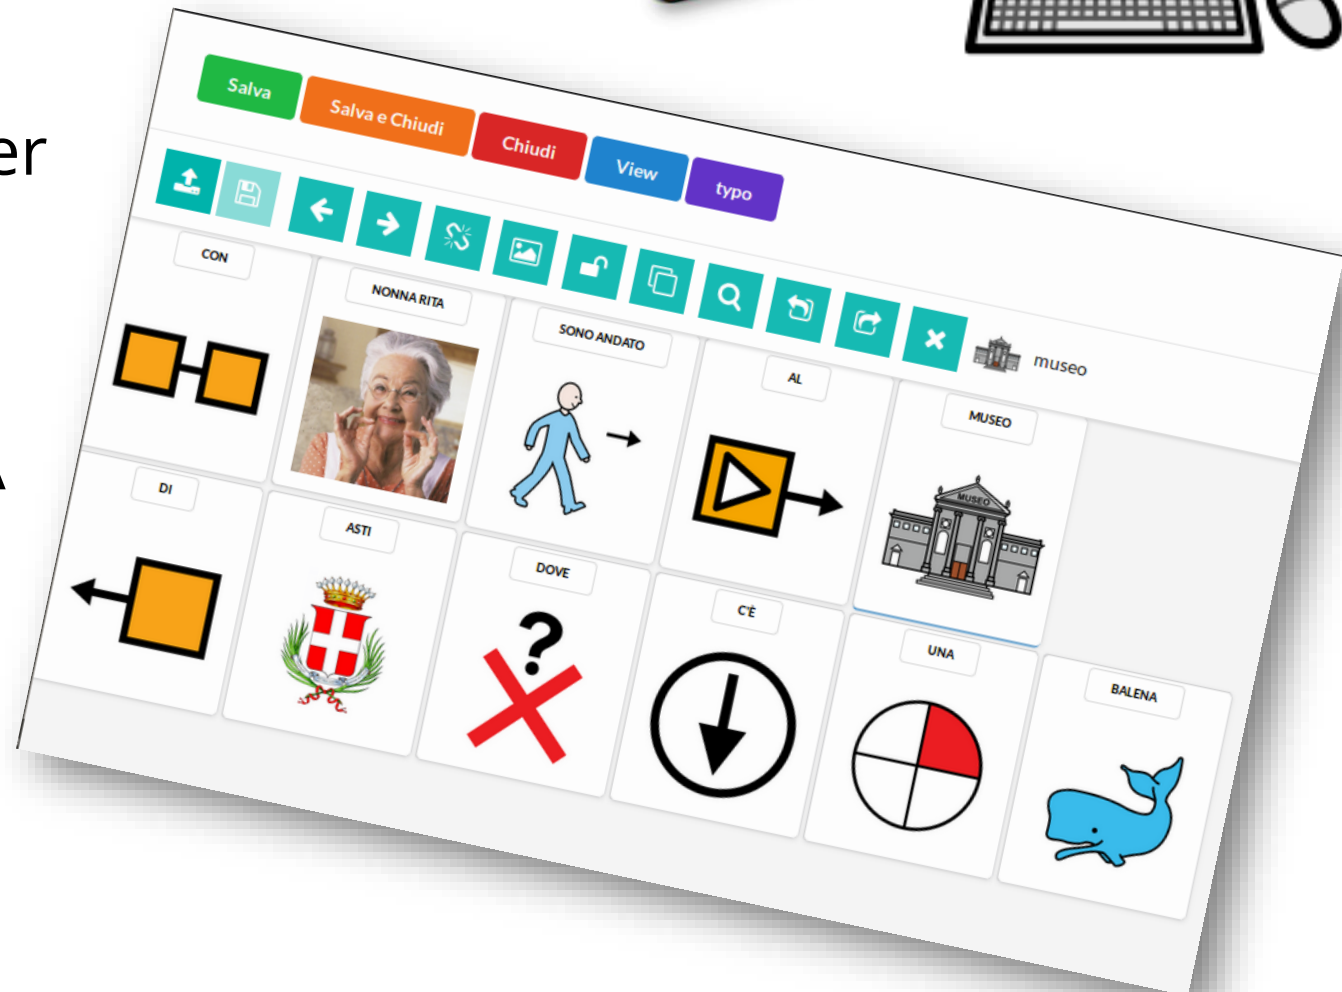 er
A
Salva
Salva e Chiudi
Chiudi
View
typo
museo
CON
NONNA RITA
SONO ANDATO
AL
MUSEO
MUSEO
DI
ASTI
DOVE
?
C'È
UNA
BALENA